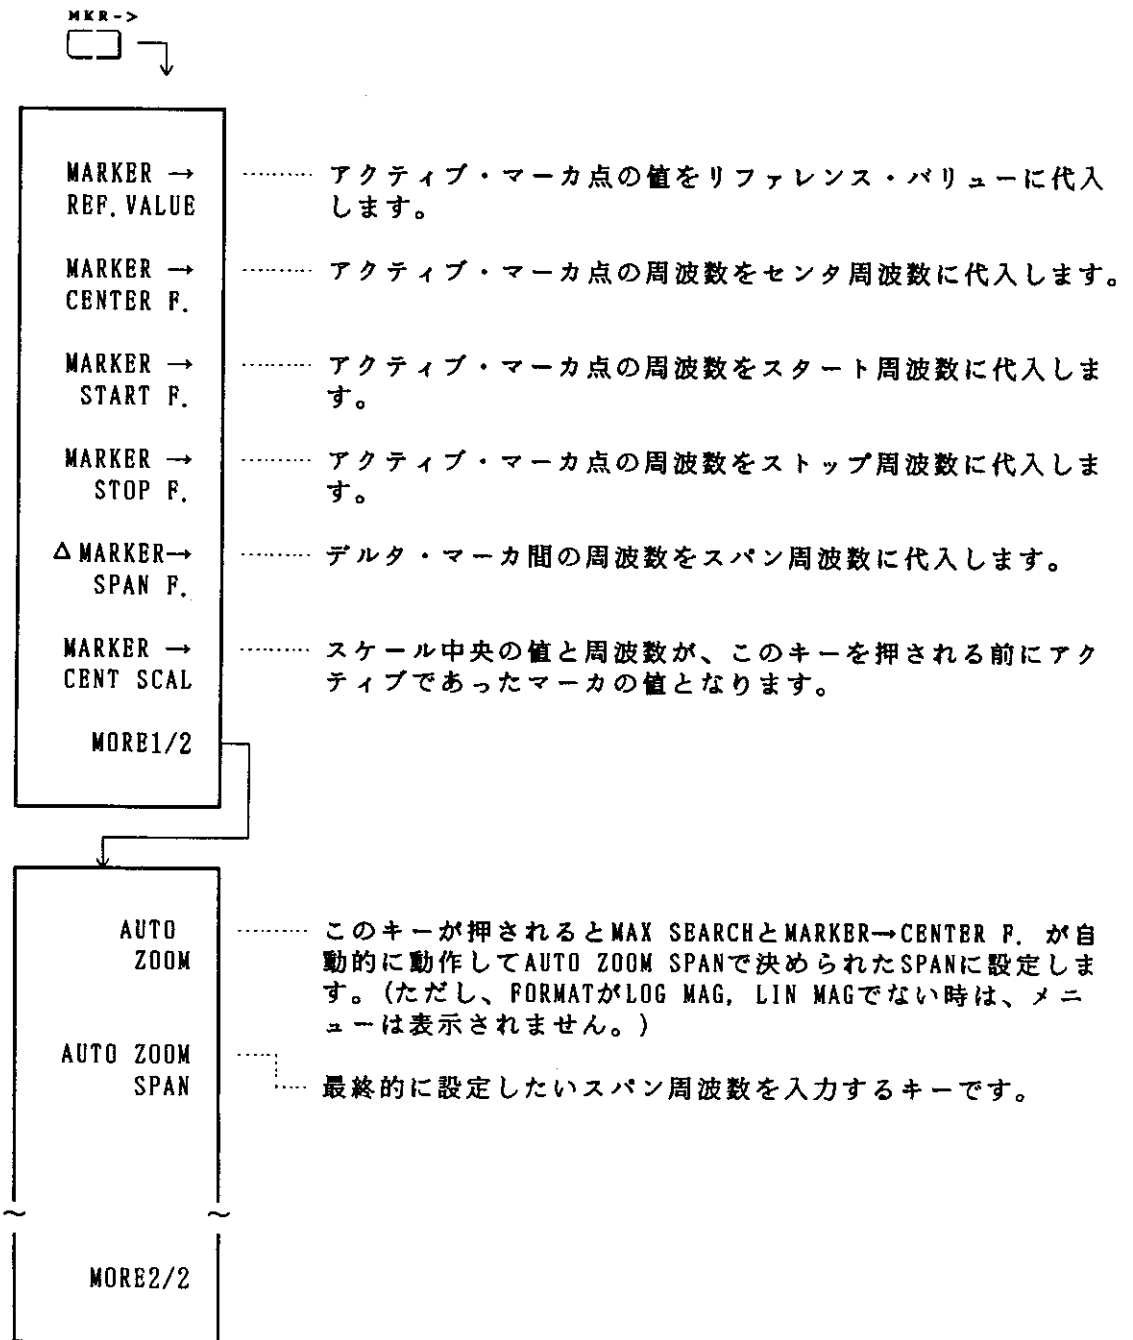 MKR->
MARKER → ……… アクティブ・マーカ点の値をリファレンス・バリューに代入
REF.VALUE します。
MARKER → ……… アクティブ・マーカ点の周波数をセンタ周波数に代入します。
CENTER F.
MARKER → ……… アクティブ・マーカ点の周波数をスタート周波数に代入しま
START F. す。
MARKER → ……… アクティブ・マーカ点の周波数をストップ周波数に代入しま
STOP F. す。
△MARKER→ ……… デルタ・マーカ間の周波数をスパン周波数に代入します。
SPAN F.
MARKER → ……… スケール中央の値と周波数が、このキーを押される前にアク
CENT SCAL ティブであったマーカの値となります。
MORE1/2
AUTO ……… このキーが押されるとMAX SEARCHとMARKER→CENTER F. が自
ZOOM 動的に動作してAUTO ZOOM SPANで決められたSPANに設定しま
す。(ただし、FORMATがLOG MAG, LIN MAGでない時は、メニ
ューは表示されません。)
AUTO ZOOM
SPAN …… 最終的に設定したいスパン周波数を入力するキーです。
～ ～
MORE2/2